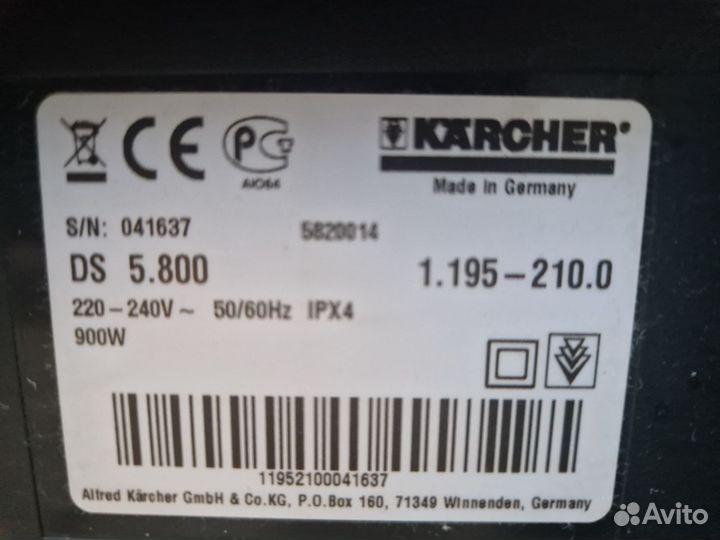 CE PC KÄRCHER®
АЮ64 Made in Germany
S/N: 041637 5820014
DS 5.800 1.195-210.0
220-240V ~ 50/60Hz IPX4
900W
11952100041637
Alfred Kärcher GmbH & Co.KG, P.O.Box 160, 71349 Winnenden, Germany
Avito